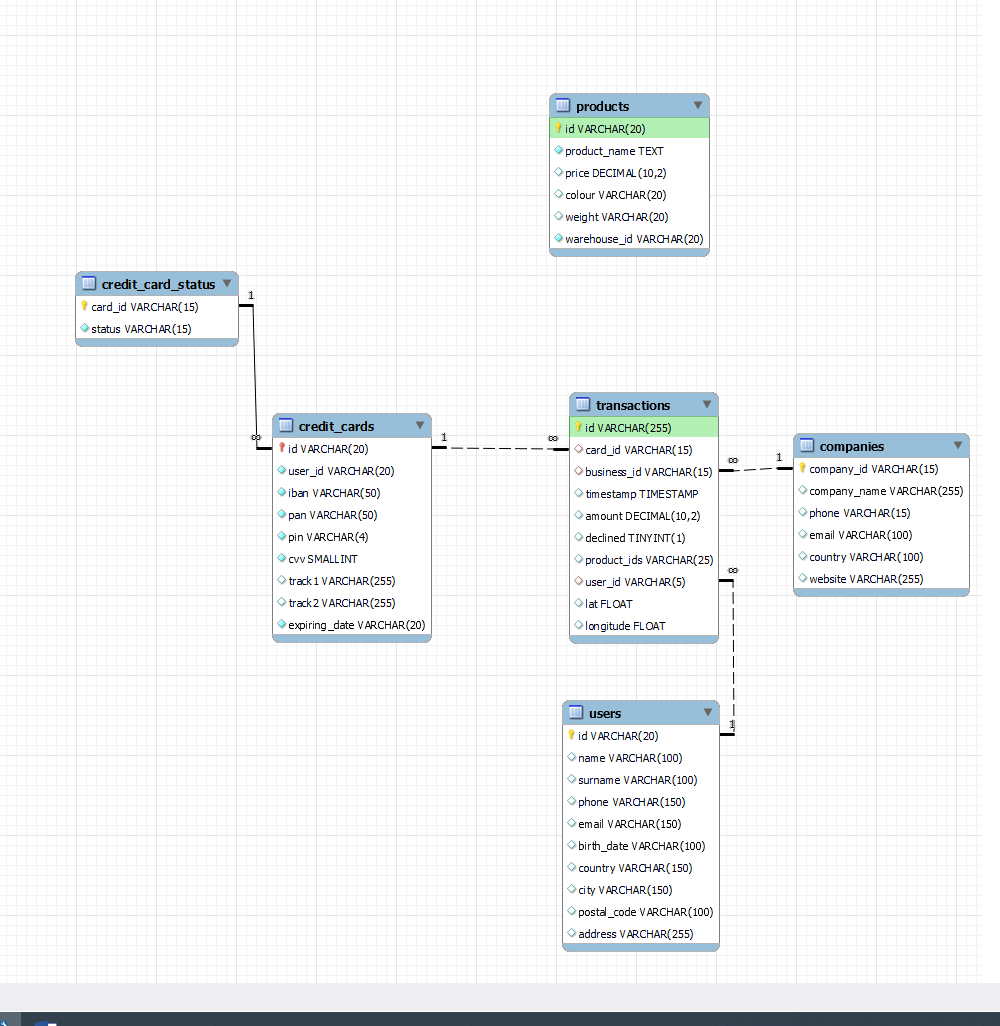 products
id VARCHAR(20)
product_name TEXT
price DECIMAL(10,2)
colour VARCHAR(20)
weight VARCHAR(20)
warehouse_id VARCHAR(20)
credit_card_status
card_id VARCHAR(15)
status VARCHAR(15)
1
∞
credit_cards
id VARCHAR(20)
user_id VARCHAR(20)
iban VARCHAR(50)
pan VARCHAR(50)
pin VARCHAR(4)
cvv SMALLINT
track1 VARCHAR(255)
track2 VARCHAR(255)
expiring_date VARCHAR(20)
1
∞
transactions
id VARCHAR(255)
card_id VARCHAR(15)
business_id VARCHAR(15)
timestamp TIMESTAMP
amount DECIMAL(10,2)
declined TINYINT(1)
product_ids VARCHAR(25)
user_id VARCHAR(5)
lat FLOAT
longitude FLOAT
∞
1
companies
company_id VARCHAR(15)
company_name VARCHAR(255)
phone VARCHAR(15)
email VARCHAR(100)
country VARCHAR(100)
website VARCHAR(255)
∞
1
users
id VARCHAR(20)
name VARCHAR(100)
surname VARCHAR(100)
phone VARCHAR(150)
email VARCHAR(150)
birth_date VARCHAR(100)
country VARCHAR(150)
city VARCHAR(150)
postal_code VARCHAR(100)
address VARCHAR(255)